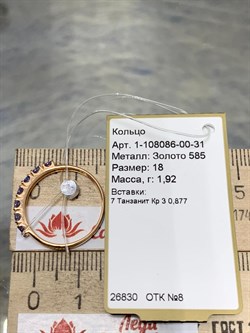 Кольцо
Арт. 1-108086-00-31
Металл: Золото 585
Размер: 18
Масса, г: 1,92
Вставки:
7 Танзанит Кр 3 0,877
26830 ОТК №8
Леди